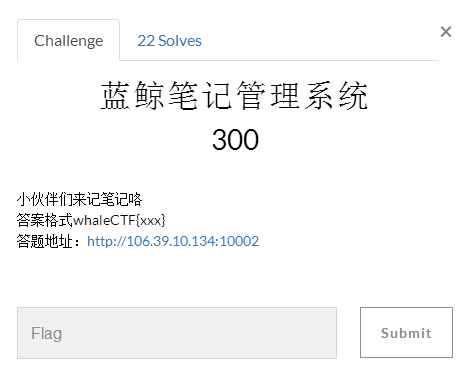 Challenge
22 Solves
×
蓝鲸笔记管理系统
300
小伙伴们来记笔记咯
答案格式whaleCTF{xxx}
答题地址：http://106.39.10.134:10002
Flag
Submit